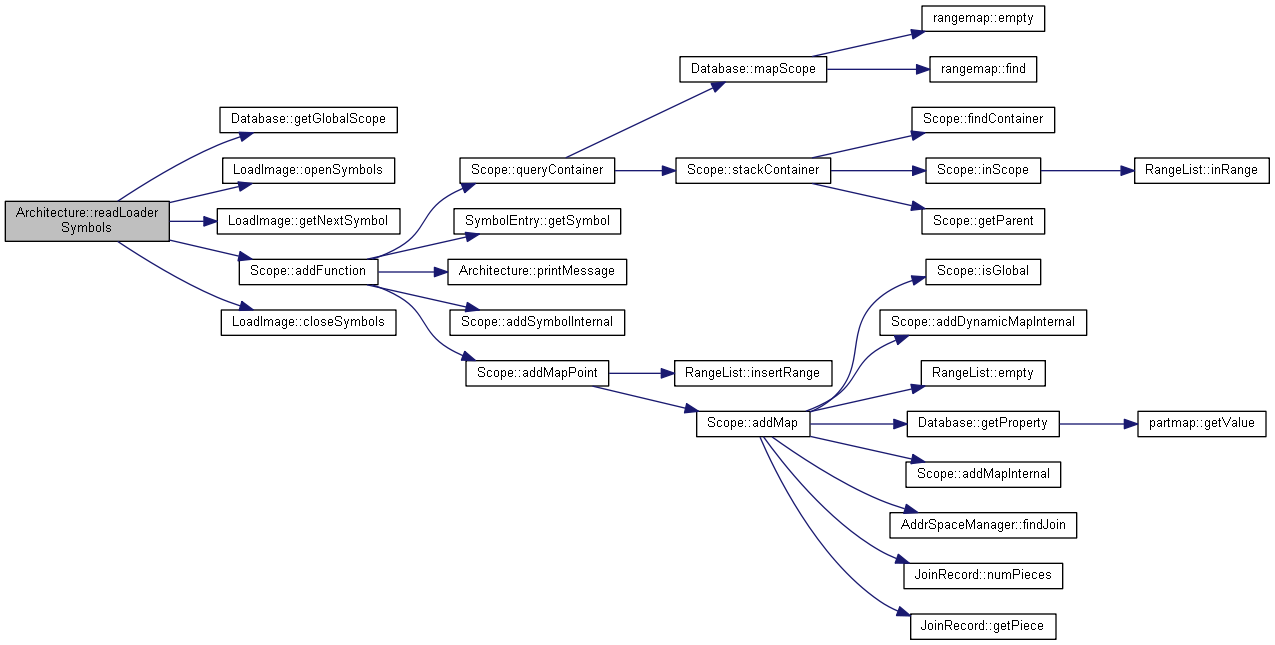 Architecture::readLoader
Symbols
Database::getGlobalScope
LoadImage::openSymbols
LoadImage::getNextSymbol
Scope::addFunction
LoadImage::closeSymbols
Scope::queryContainer
SymbolEntry::getSymbol
Architecture::printMessage
Scope::addSymbolInternal
Scope::addMapPoint
Database::mapScope
Scope::stackContainer
RangeList::insertRange
Scope::addMap
rangemap::empty
rangemap::find
Scope::findContainer
Scope::inScope
Scope::getParent
Scope::isGlobal
Scope::addDynamicMapInternal
RangeList::empty
Database::getProperty
Scope::addMapInternal
AddrSpaceManager::findJoin
JoinRecord::numPieces
JoinRecord::getPiece
RangeList::inRange
partmap::getValue